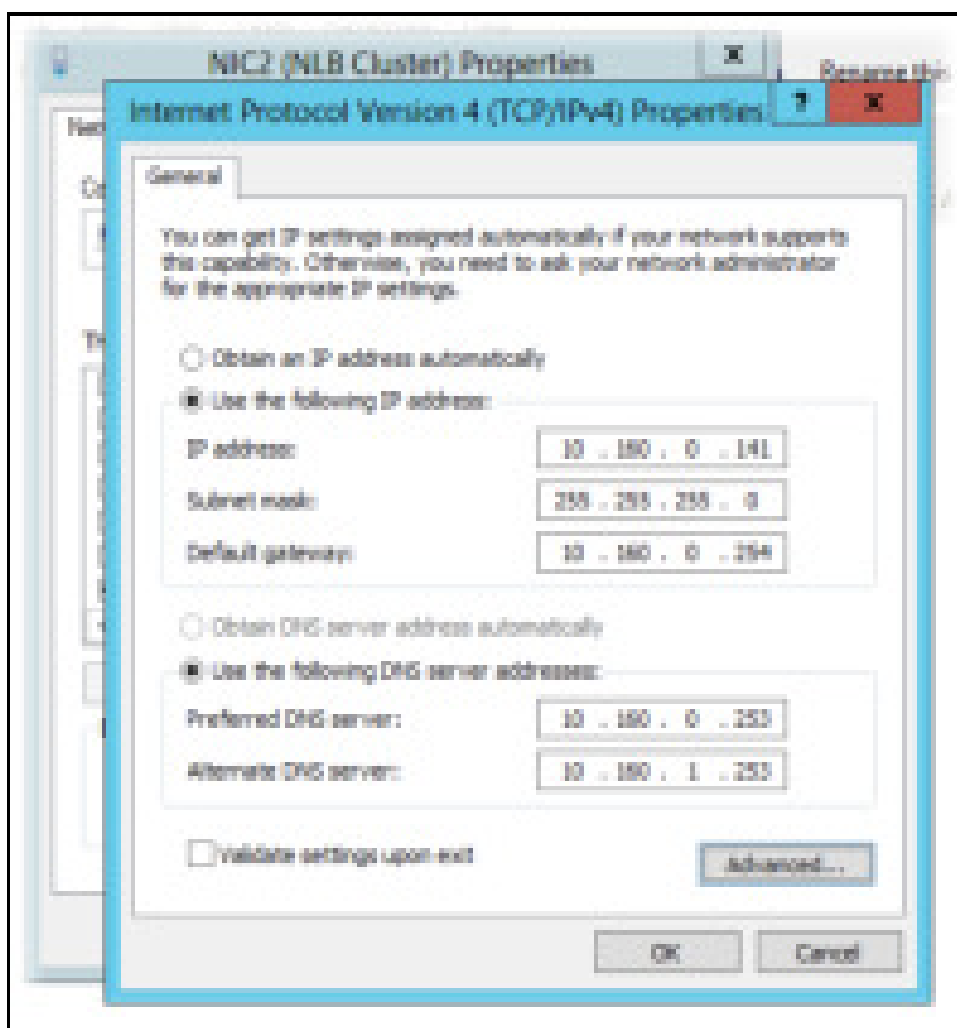 NIC2 (NLB Cluster) Properties
Rename this
Internet Protocol Version 4 (TCP/IPv4) Properties
General
You can get IP settings assigned automatically if your network supports
this capability. Otherwise, you need to ask your network administrator
for the appropriate IP settings.
Obtain an IP address automatically
Use the following IP address:
IP address: 10 . 160 . 0 . 141
Subnet mask: 255 . 255 . 255 . 0
Default gateway: 10 . 160 . 0 . 254
Obtain DNS server address automatically
Use the following DNS server addresses:
Preferred DNS server: 10 . 160 . 0 . 253
Alternate DNS server: 10 . 160 . 1 . 253
Validate settings upon exit
Advanced...
OK
Cancel